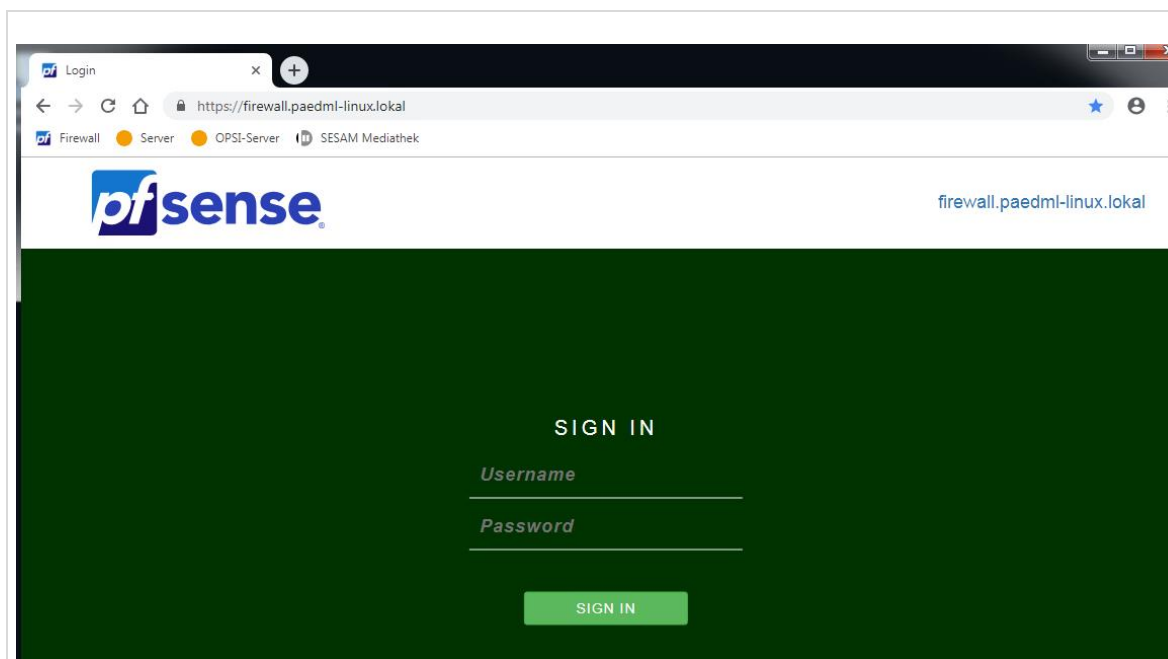 Login
https://firewall.paedml-linux.lokal
Firewall Server OPSI-Server SESAM Mediathek
pfsense® firewall.paedml-linux.lokal
SIGN IN
Username
Password
SIGN IN